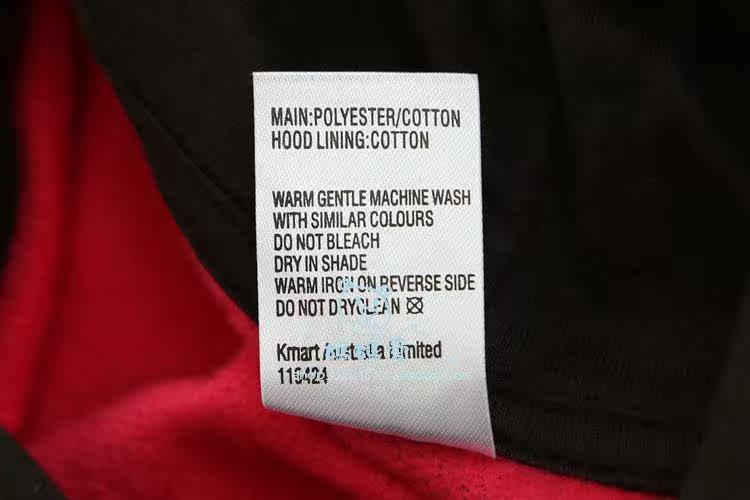 MAIN:POLYESTER/COTTON
HOOD LINING:COTTON
WARM GENTLE MACHINE WASH
WITH SIMILAR COLOURS
DO NOT BLEACH
DRY IN SHADE
WARM IRON ON REVERSE SIDE
DO NOT DRYCLEAN
Kmart Australia Limited